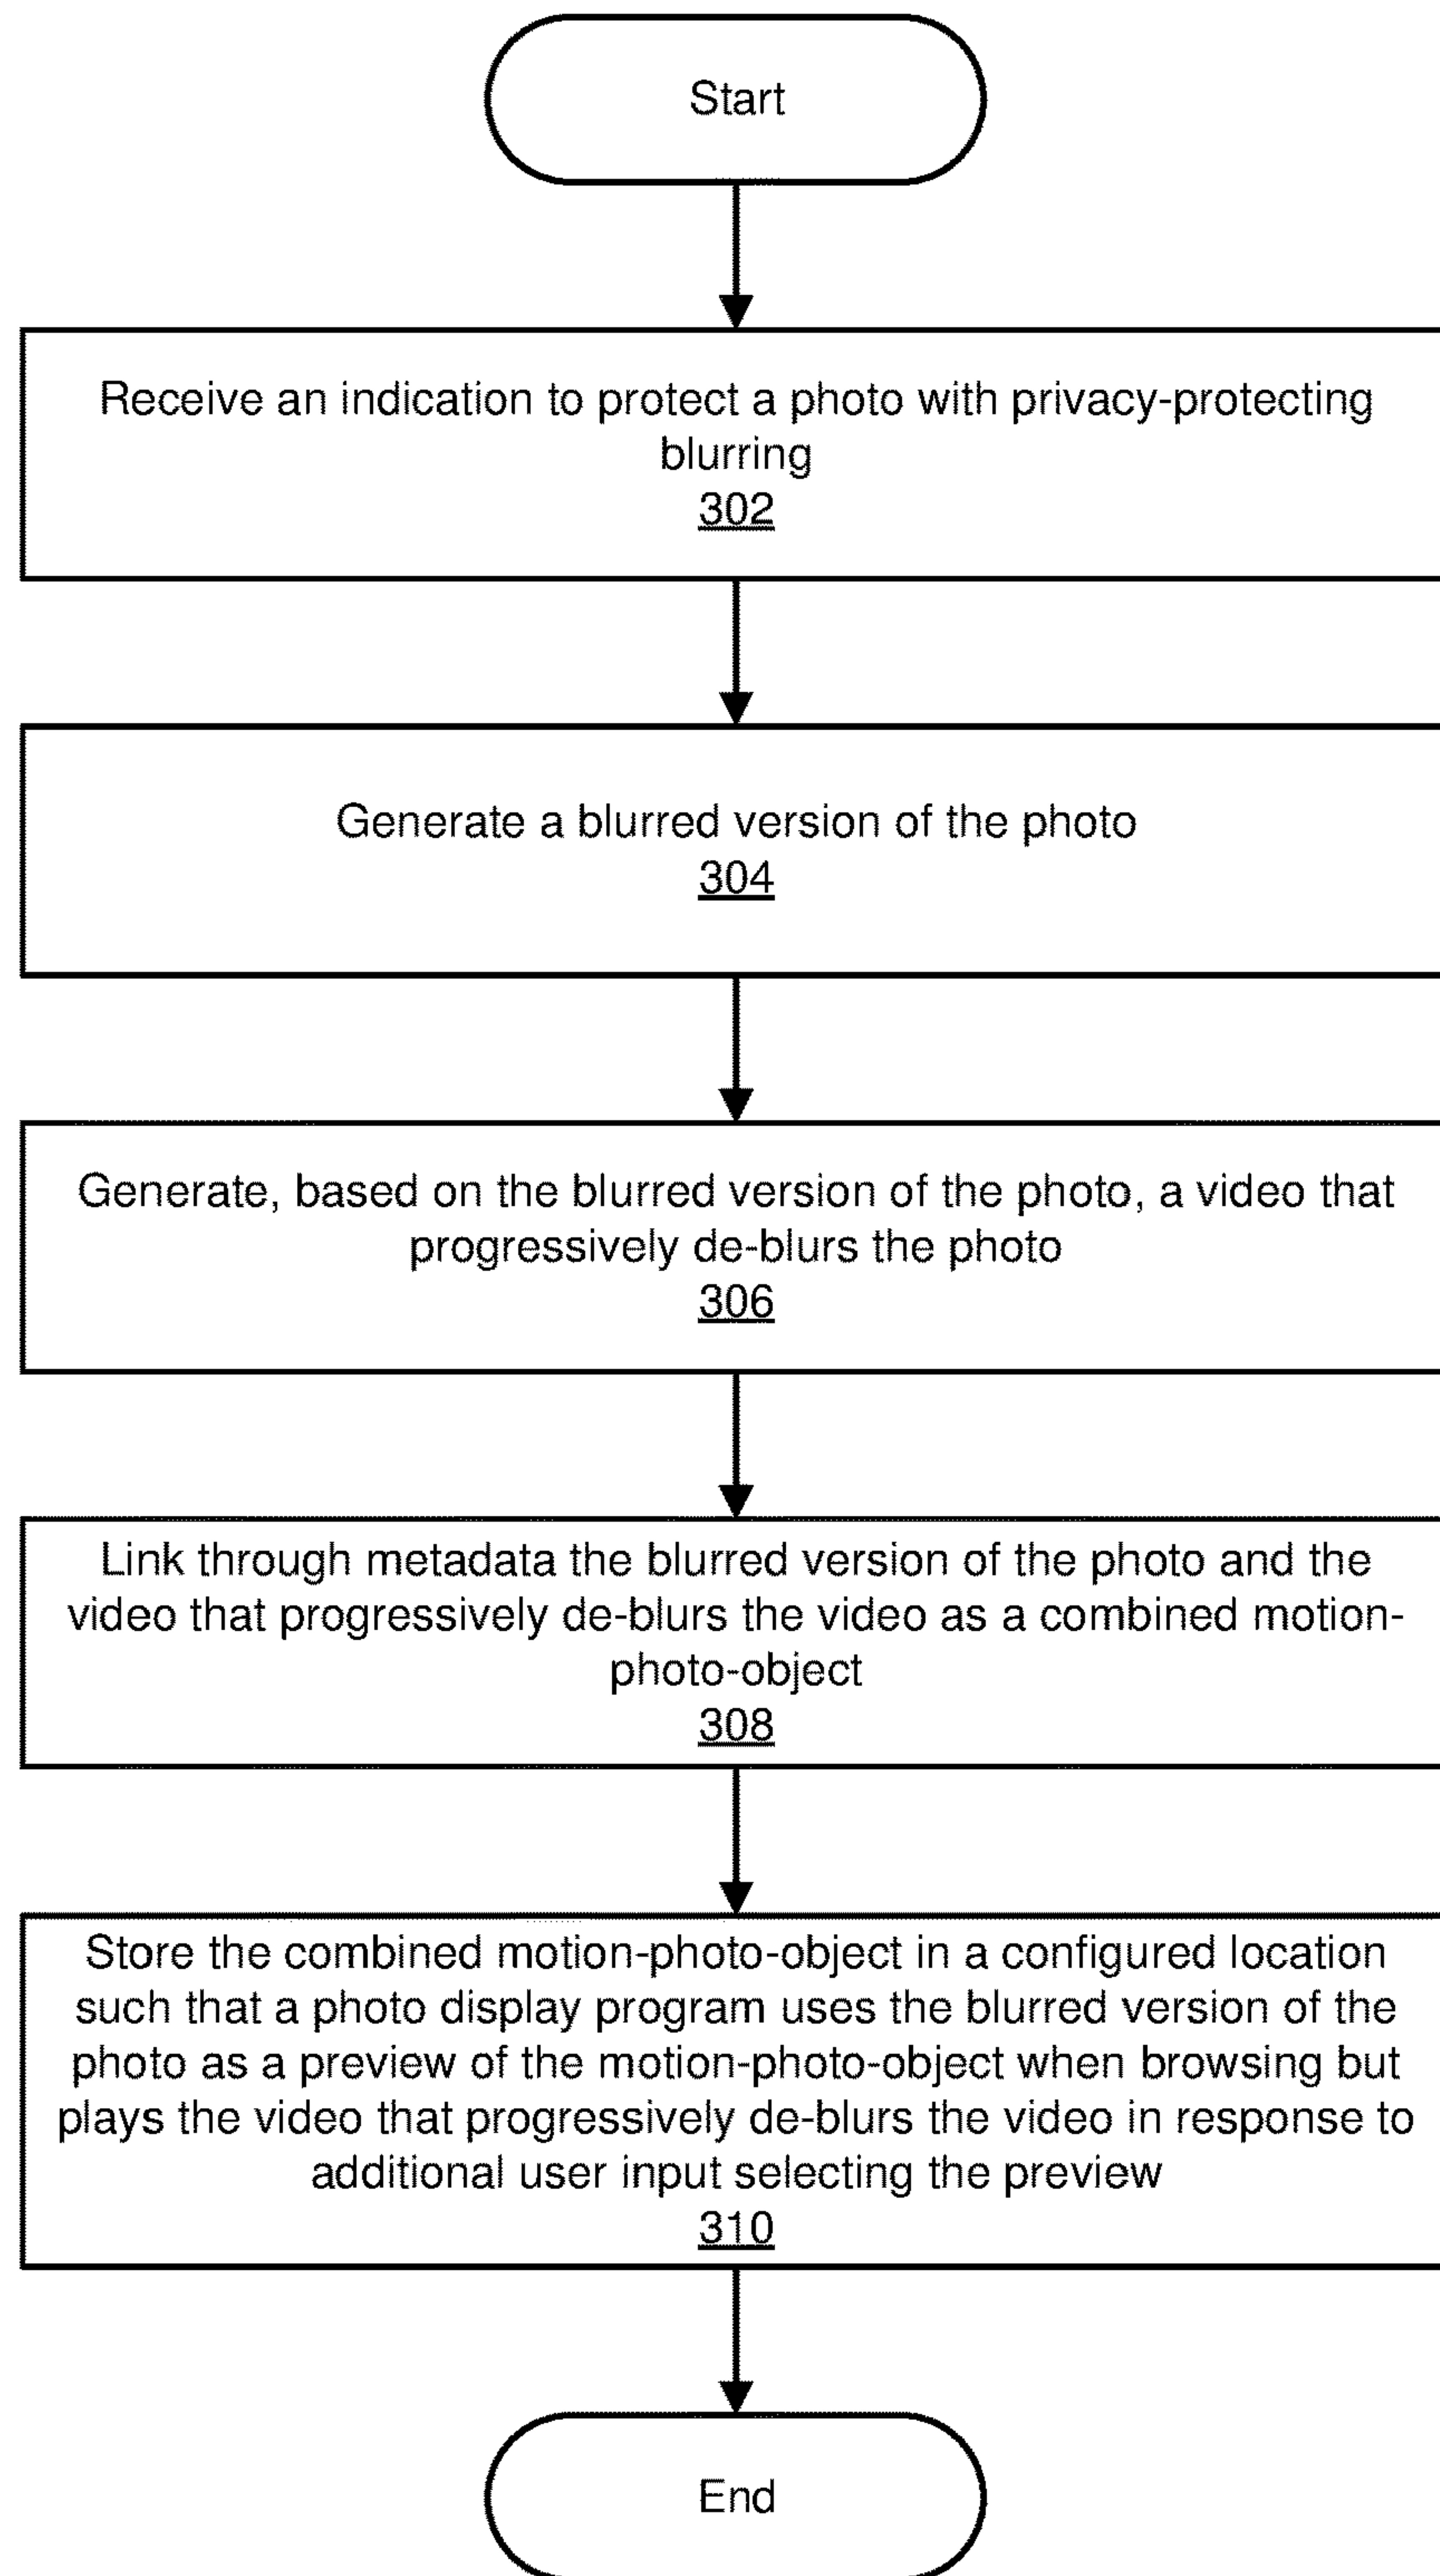 Start
Receive an indication to protect a photo with privacy-protecting
blurring
302
Generate a blurred version of the photo
304
Generate, based on the blurred version of the photo, a video that
progressively de-blurs the photo
306
Link through metadata the blurred version of the photo and the
video that progressively de-blurs the video as a combined motion-
photo-object
308
Store the combined motion-photo-object in a configured location
such that a photo display program uses the blurred version of the
photo as a preview of the motion-photo-object when browsing but
plays the video that progressively de-blurs the video in response to
additional user input selecting the preview
310
End